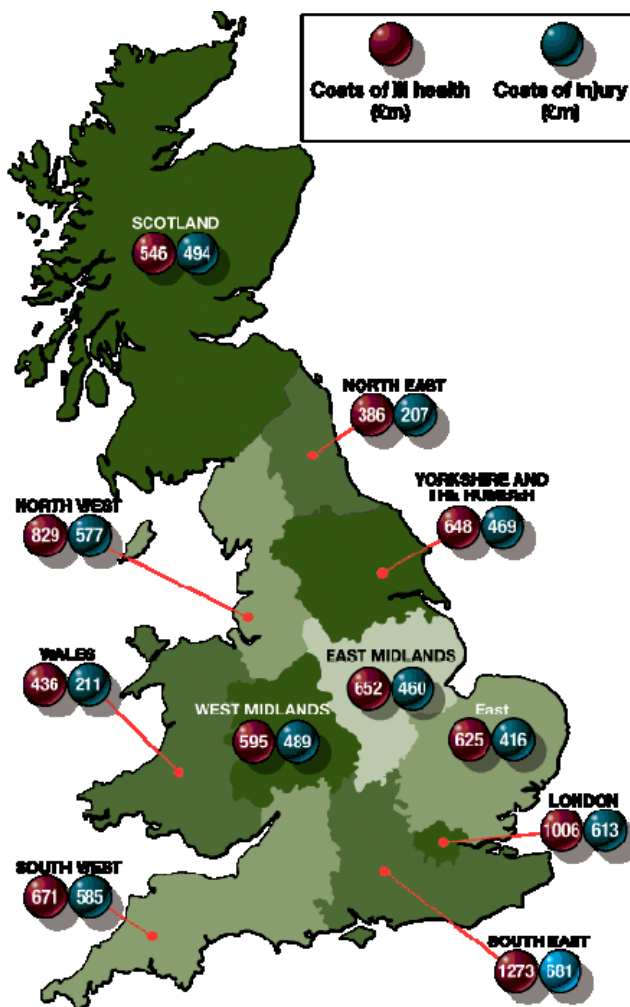 Costs of ill health
(£m)
Costs of injury
(£m)
SCOTLAND
546 494
NORTH EAST
386 207
YORKSHIRE AND
THE HUMBER
648 469
NORTH WEST
829 577
EAST MIDLANDS
652 460
WALES
436 211
WEST MIDLANDS
595 489
East
625 416
LONDON
1006 613
SOUTH WEST
671 585
SOUTH EAST
1273 681